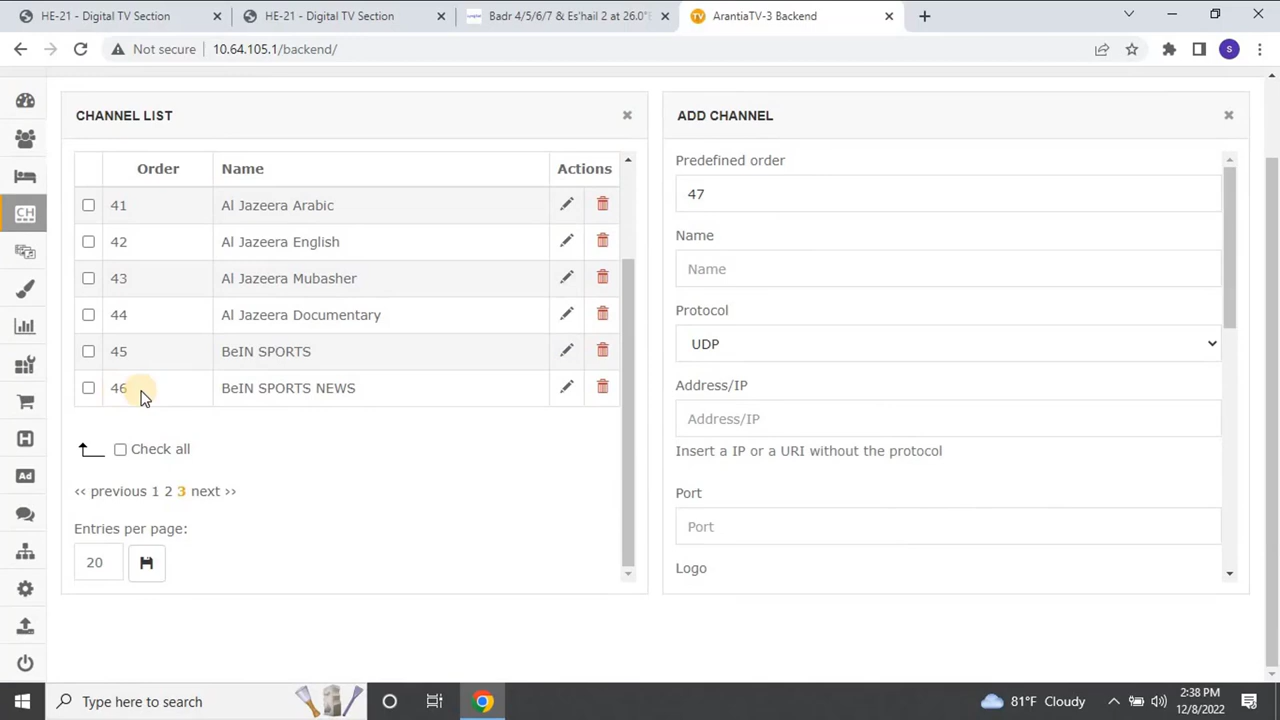 HE-21 - Digital TV Section
HE-21 - Digital TV Section
Badr 4/5/6/7 & Es'hail 2 at 26.0°
ArantiaTV-3 Backend
Not secure
10.64.105.1/backend/
S
CHANNEL LIST
Order Name Actions
41 Al Jazeera Arabic
42 Al Jazeera English
43 Al Jazeera Mubasher
44 Al Jazeera Documentary
45 BeIN SPORTS
46 BeIN SPORTS NEWS
Check all
<< previous 1 2 3 next >>
Entries per page:
20
ADD CHANNEL
Predefined order
47
Name
Name
Protocol
UDP
Address/IP
Address/IP
Insert a IP or a URI without the protocol
Port
Port
Logo
CH
H
Ad
Type here to search
81°F Cloudy
2:38 PM
12/8/2022